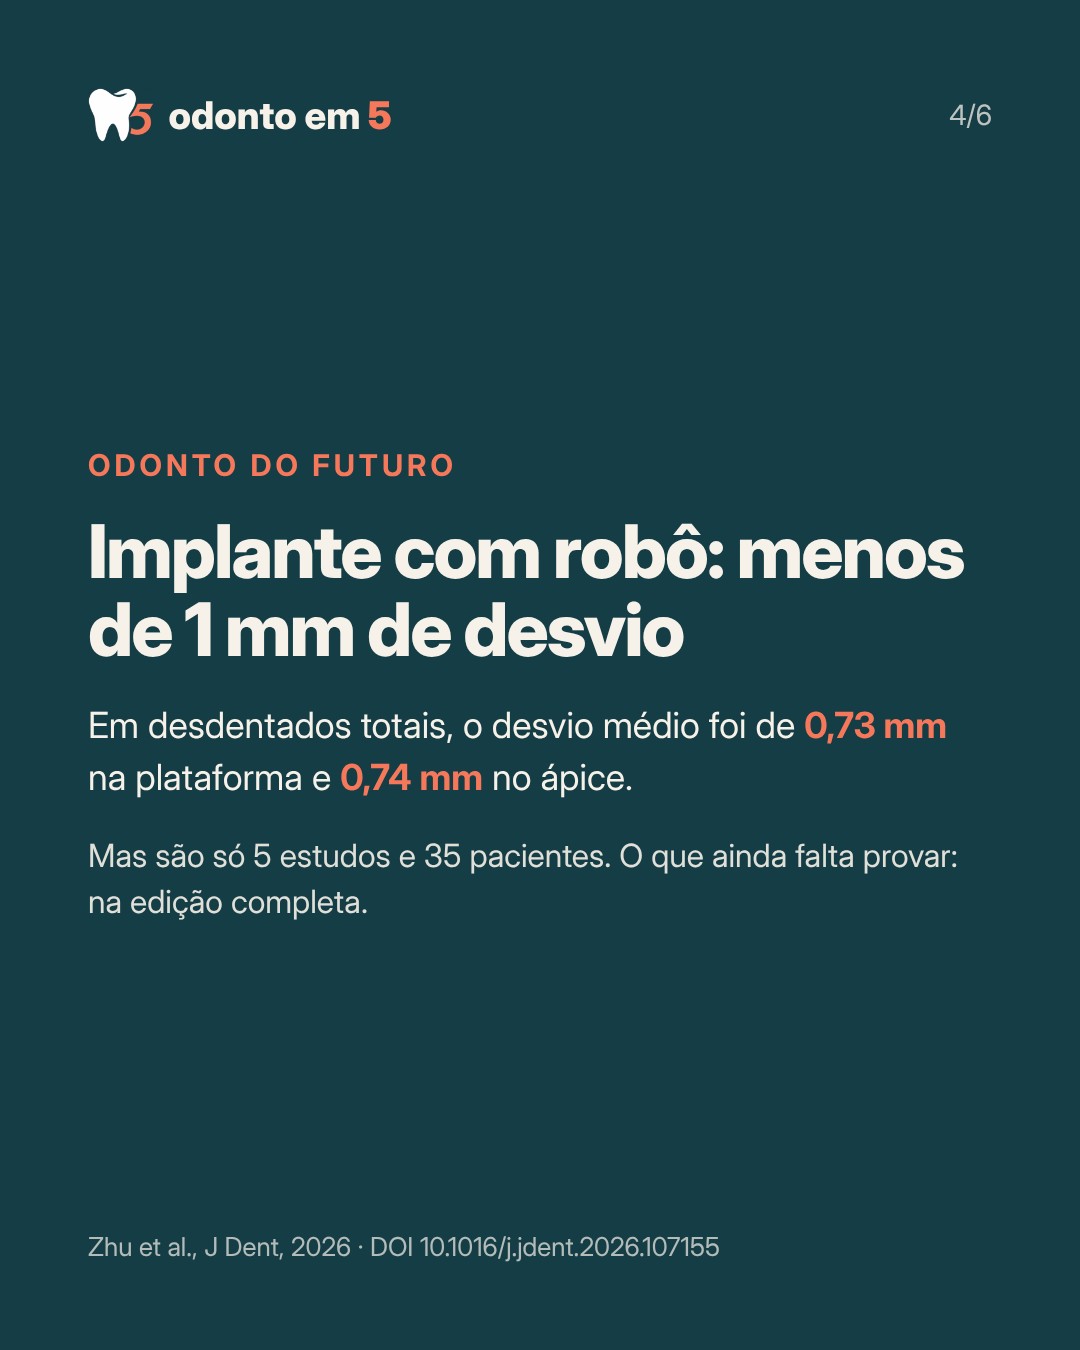 5 odonto em 5
4/6
ODONTO DO FUTURO
Implante com robô: menos
de 1 mm de desvio
Em desdentados totais, o desvio médio foi de 0,73 mm
na plataforma e 0,74 mm no ápice.
Mas são só 5 estudos e 35 pacientes. O que ainda falta provar:
na edição completa.
Zhu et al., J Dent, 2026 · DOI 10.1016/j.jdent.2026.107155